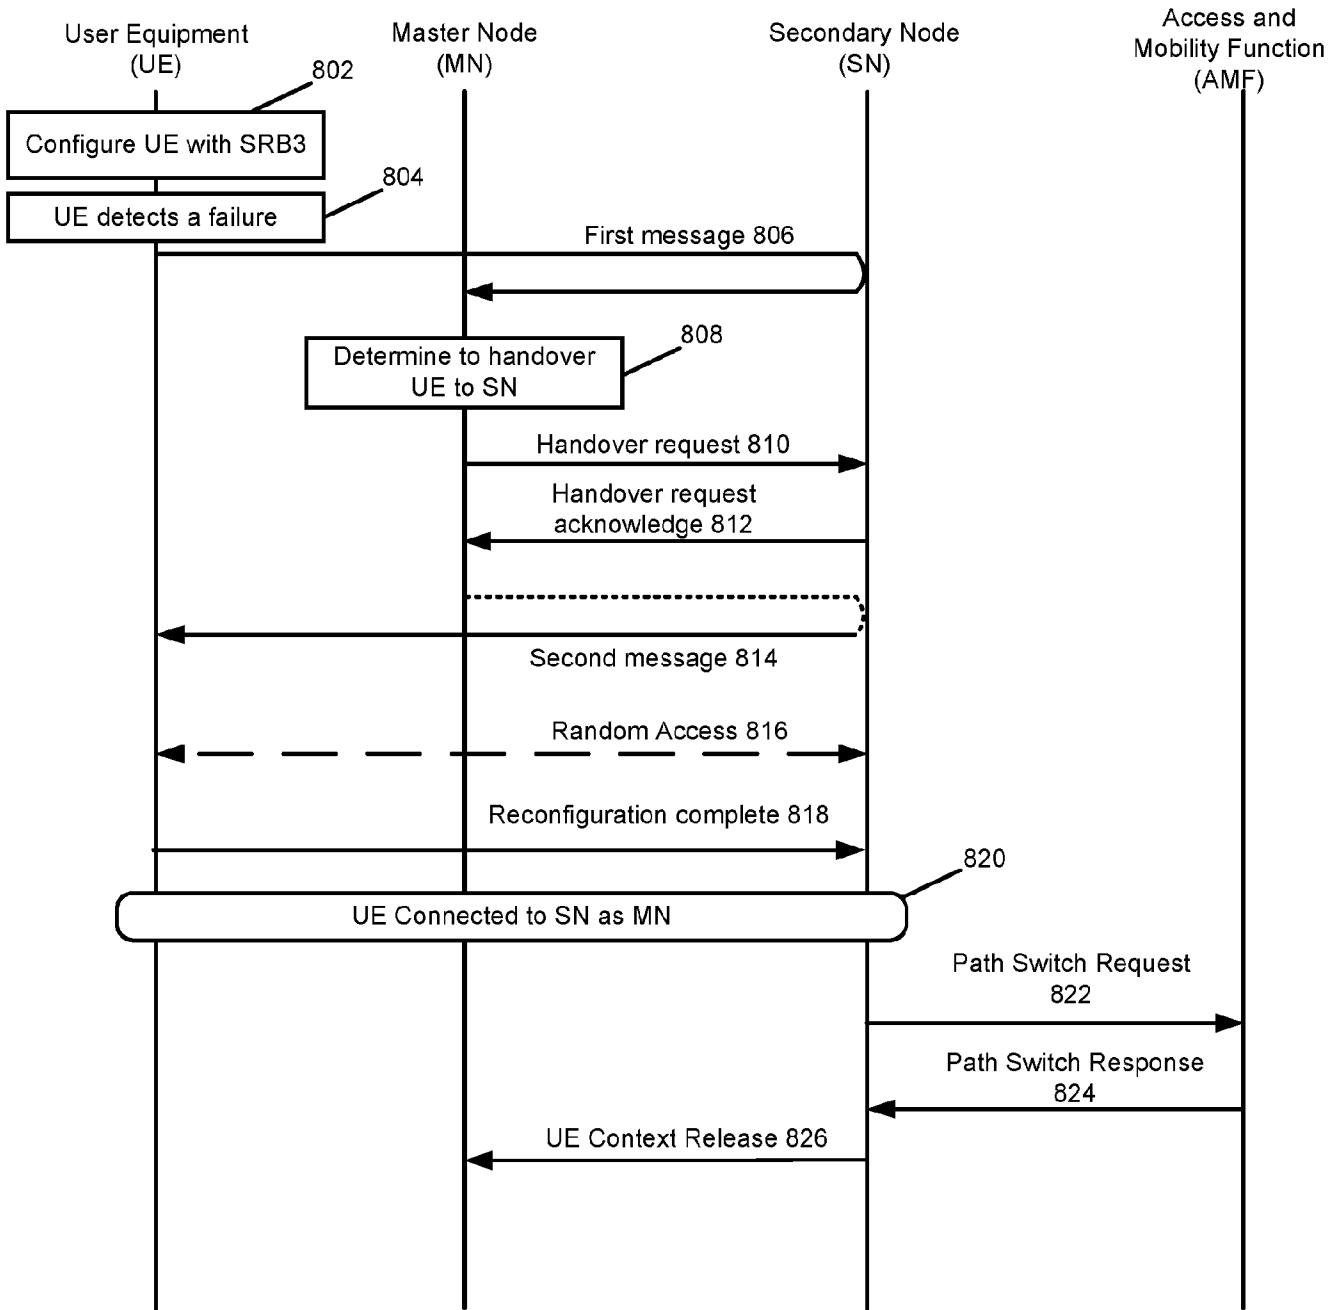 User Equipment
(UE)
Master Node
(MN)
Secondary Node
(SN)
Access and
Mobility Function
(AMF)
802
Configure UE with SRB3
804
UE detects a failure
First message 806
808
Determine to handover
UE to SN
Handover request 810
Handover request
acknowledge 812
Second message 814
Random Access 816
Reconfiguration complete 818
820
UE Connected to SN as MN
Path Switch Request
822
Path Switch Response
824
UE Context Release 826